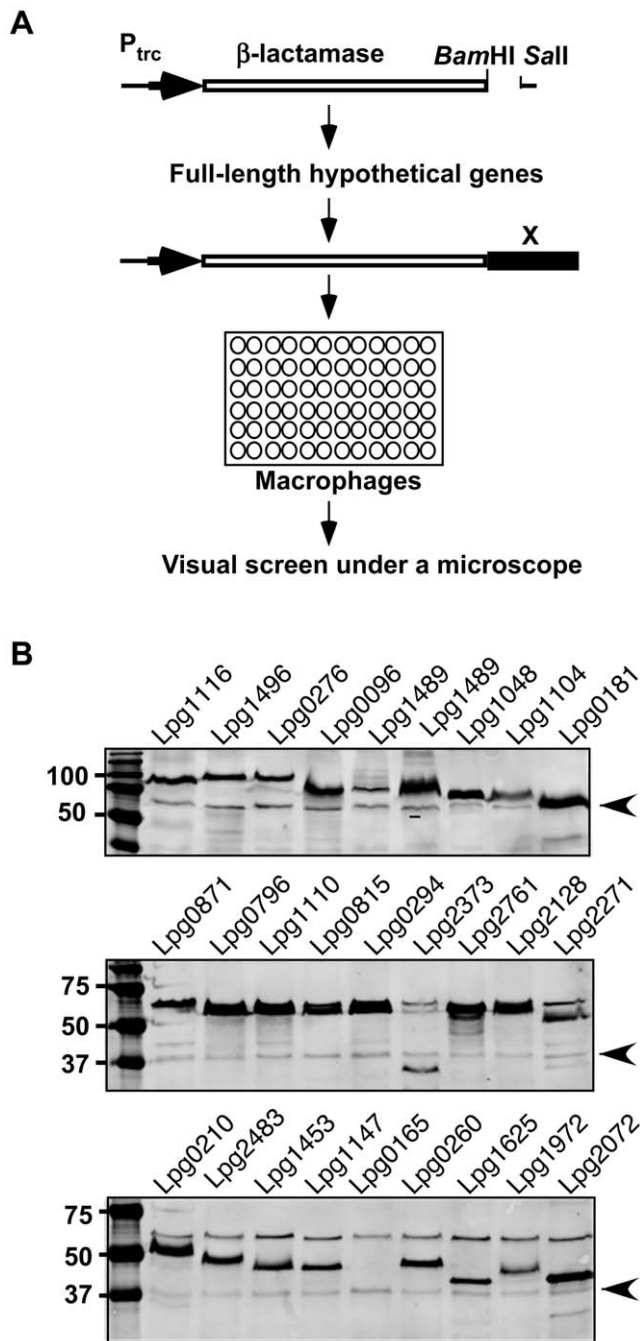 A
P_trc β-lactamase BamHI SalI
Full-length hypothetical genes
X
Macrophages
Visual screen under a microscope
B
Lpg1116 Lpg1496 Lpg0276 Lpg0096 Lpg1489 Lpg1489 Lpg1048 Lpg1104 Lpg0181
100
50
Lpg0871 Lpg0796 Lpg1110 Lpg0815 Lpg0294 Lpg2373 Lpg2761 Lpg2128 Lpg2271
75
50
37
Lpg0210 Lpg2483 Lpg1453 Lpg1147 Lpg0165 Lpg0260 Lpg1625 Lpg1972 Lpg2072
75
50
37